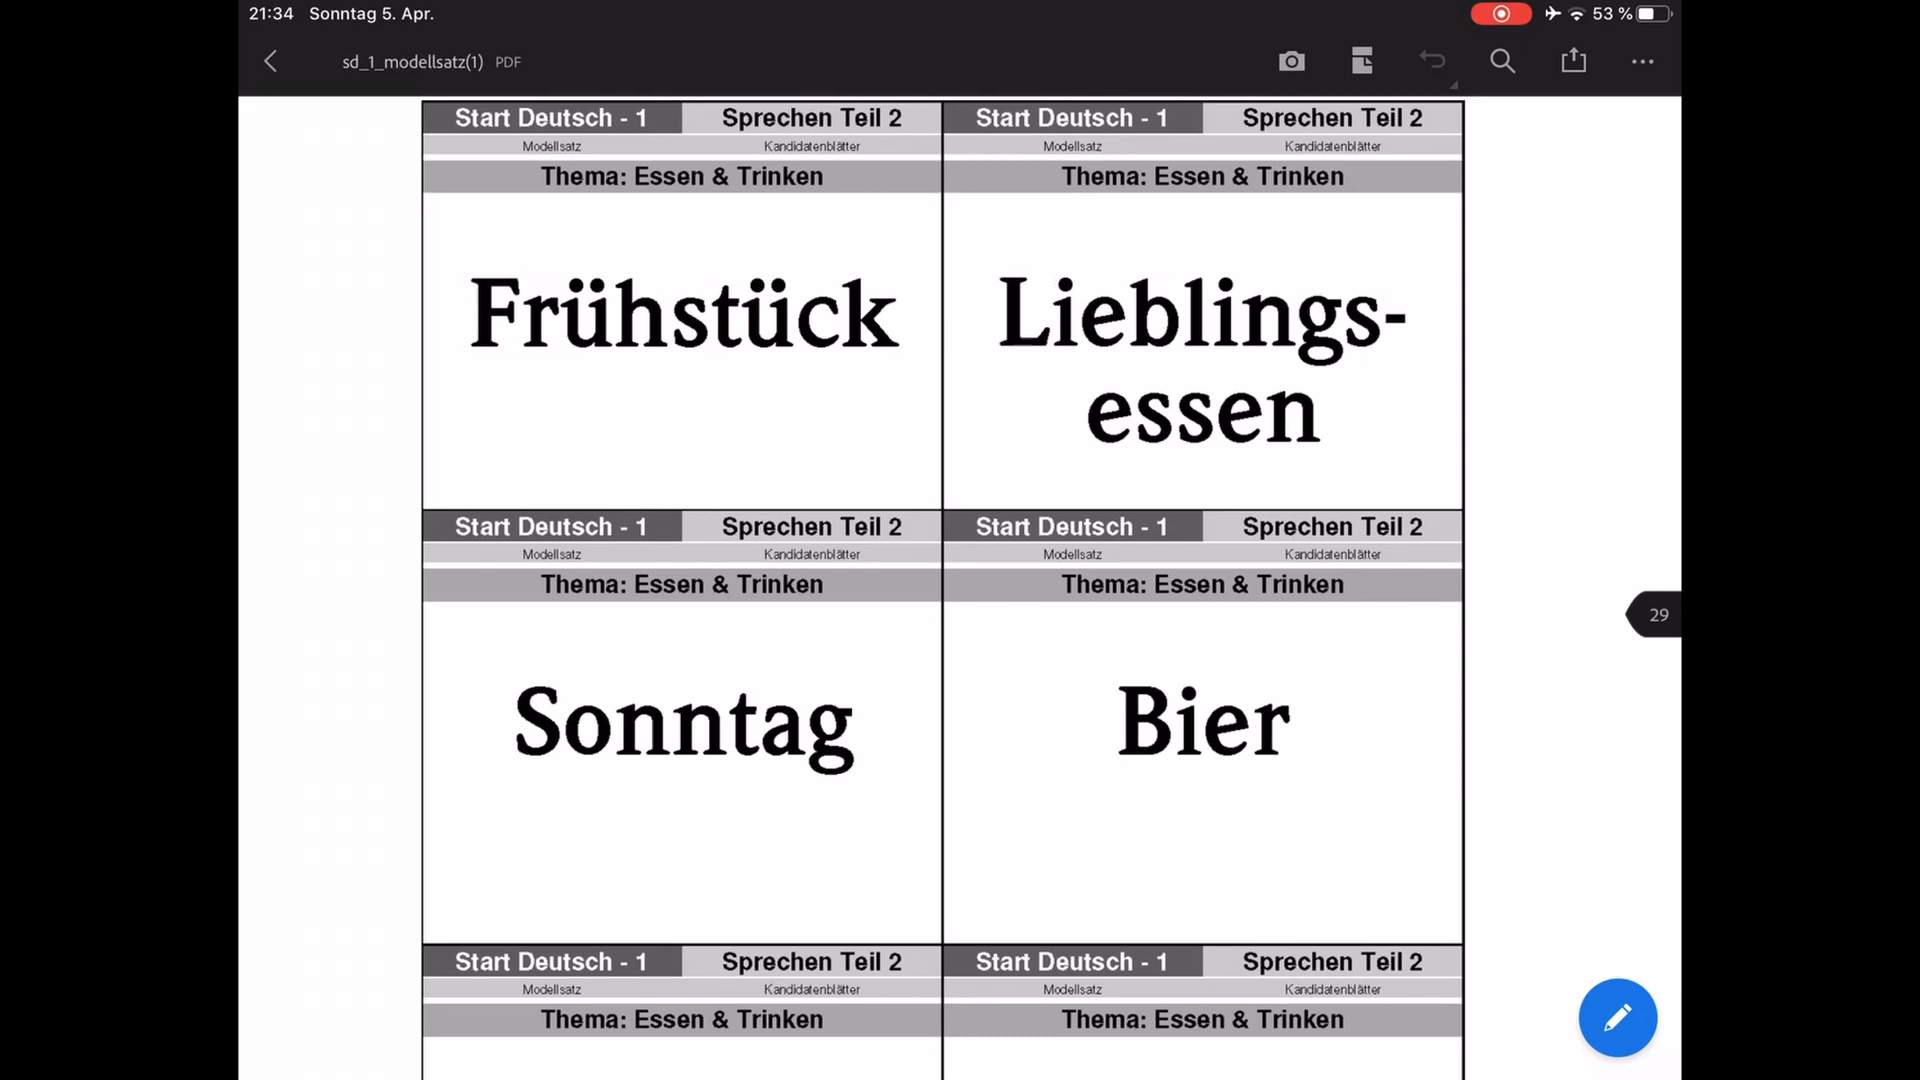 21:34 Sonntag 5. Apr.
53 %
sd_1_modellsatz(1) PDF
Start Deutsch - 1 Sprechen Teil 2
Modellsatz Kandidatenblätter
Thema: Essen & Trinken
Frühstück
Start Deutsch - 1 Sprechen Teil 2
Modellsatz Kandidatenblätter
Thema: Essen & Trinken
Lieblings-
essen
Start Deutsch - 1 Sprechen Teil 2
Modellsatz Kandidatenblätter
Thema: Essen & Trinken
Sonntag
Start Deutsch - 1 Sprechen Teil 2
Modellsatz Kandidatenblätter
Thema: Essen & Trinken
Bier
29
Start Deutsch - 1 Sprechen Teil 2
Modellsatz Kandidatenblätter
Thema: Essen & Trinken
Start Deutsch - 1 Sprechen Teil 2
Modellsatz Kandidatenblätter
Thema: Essen & Trinken